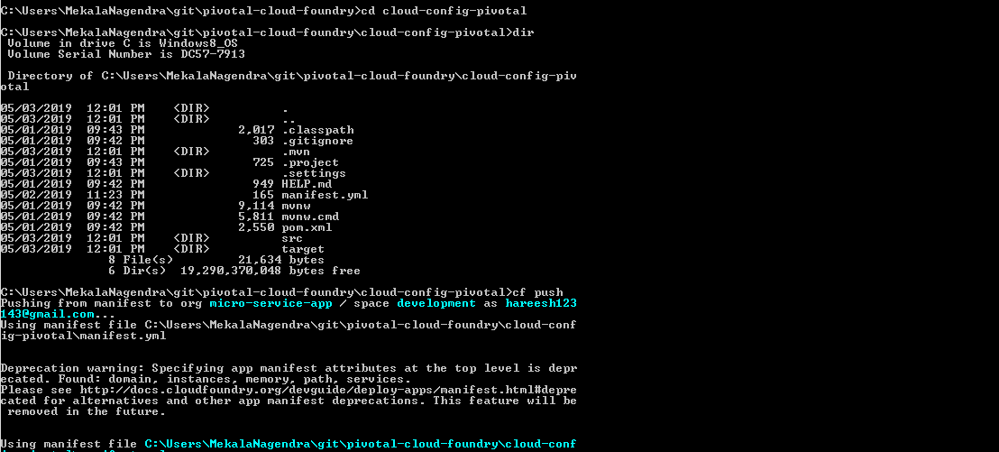 C:\Users\MekalaNagendra\git\pivotal-cloud-foundry>cd cloud-config-pivotal
C:\Users\MekalaNagendra\git\pivotal-cloud-foundry\cloud-config-pivotal>dir
 Volume in drive C is Windows8_OS
 Volume Serial Number is DC57-7913
 Directory of C:\Users\MekalaNagendra\git\pivotal-cloud-foundry\cloud-config-piv
otal
05/03/2019  12:01 PM    <DIR>          .
05/03/2019  12:01 PM    <DIR>          ..
05/01/2019  09:43 PM             2,017 .classpath
05/01/2019  09:42 PM               303 .gitignore
05/03/2019  12:01 PM    <DIR>          .mvn
05/01/2019  09:43 PM               725 .project
05/03/2019  12:01 PM    <DIR>          .settings
05/01/2019  09:42 PM               949 HELP.md
05/02/2019  11:23 PM               165 manifest.yml
05/01/2019  09:42 PM             9,114 mvnw
05/01/2019  09:42 PM             5,811 mvnw.cmd
05/01/2019  09:42 PM             2,550 pom.xml
05/03/2019  12:01 PM    <DIR>          src
05/03/2019  12:01 PM    <DIR>          target
               8 File(s)         21,634 bytes
               6 Dir(s)  19,290,370,048 bytes free
C:\Users\MekalaNagendra\git\pivotal-cloud-foundry\cloud-config-pivotal>cf push
Pushing from manifest to org micro-service-app / space development as hareesh123
143@gmail.com...
Using manifest file C:\Users\MekalaNagendra\git\pivotal-cloud-foundry\cloud-conf
ig-pivotal\manifest.yml
Deprecation warning: Specifying app manifest attributes at the top level is depr
ecated. Found: domain, instances, memory, path, services.
Please see http://docs.cloudfoundry.org/devguide/deploy-apps/manifest.html#depre
cated for alternatives and other app manifest deprecations. This feature will be
 removed in the future.
Using manifest file C:\Users\MekalaNagendra\git\pivotal-cloud-foundry\cloud-conf